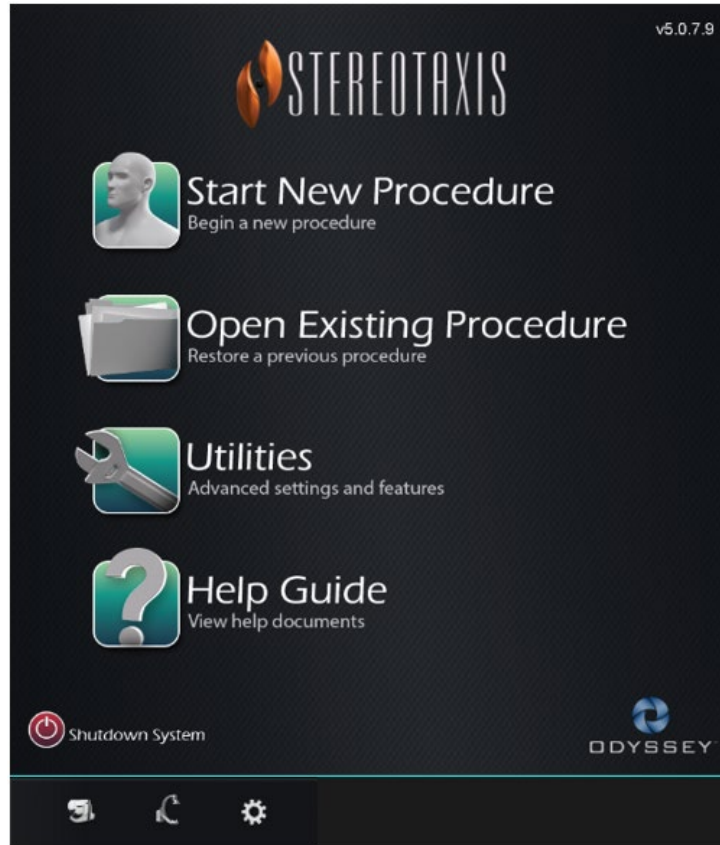 v5.0.7.9
STEREOTAXIS
Start New Procedure
Begin a new procedure
Open Existing Procedure
Restore a previous procedure
Utilities
Advanced settings and features
Help Guide
View help documents
Shutdown System
ODYSSEY